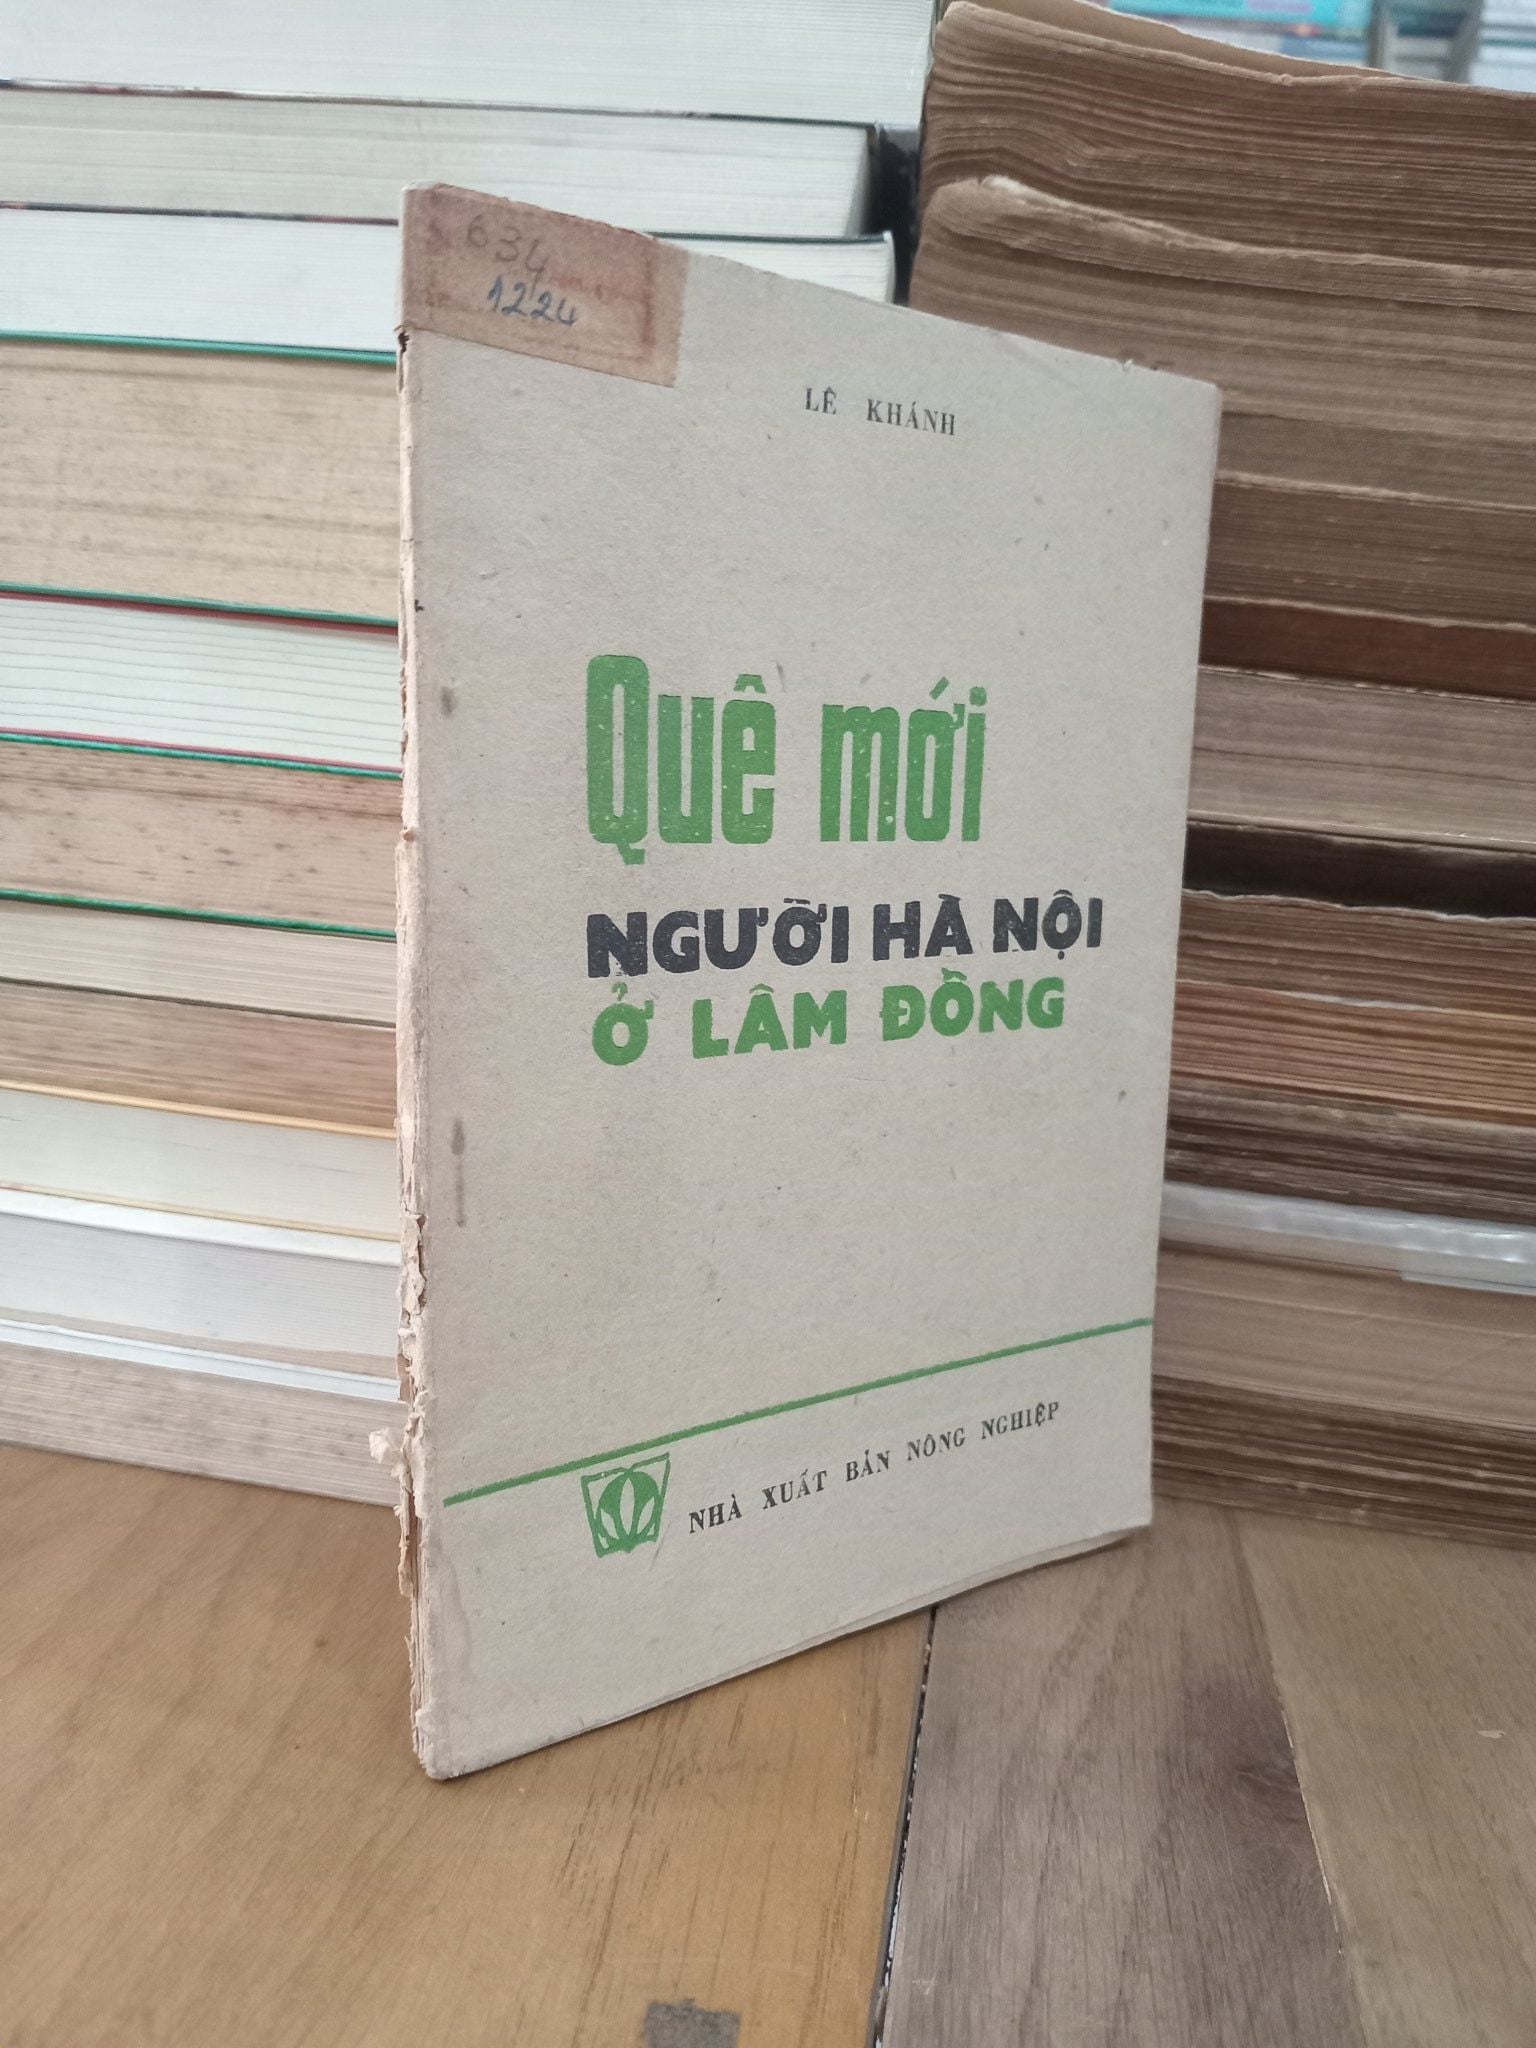 634
1224
LÊ KHÁNH
Quê mới
NGƯỜI HÀ NỘI
Ở LÂM ĐỒNG
NHÀ XUẤT BẢN NÔNG NGHIỆP